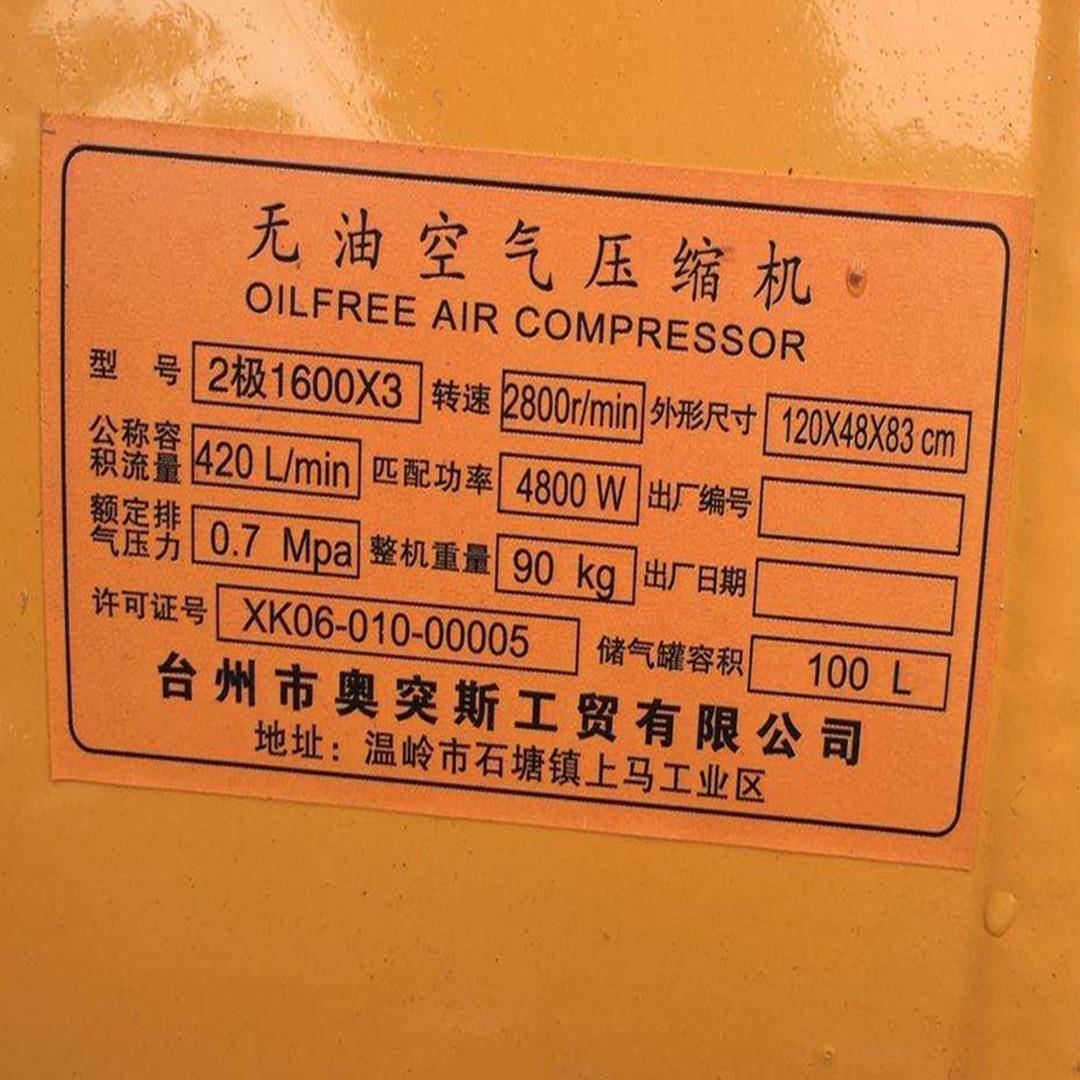 无油空气压缩机
OILFREE AIR COMPRESSOR
型 号 2极1600X3 转速 2800r/min 外形尺寸 120X48X83 cm
公称容积流量 420 L/min 匹配功率 4800 W 出厂编号
额定排气压力 0.7 Mpa 整机重量 90 kg 出厂日期
许可证号 XK06-010-00005 储气罐容积 100 L
台州市奥突斯工贸有限公司
地址：温岭市石塘镇上马工业区